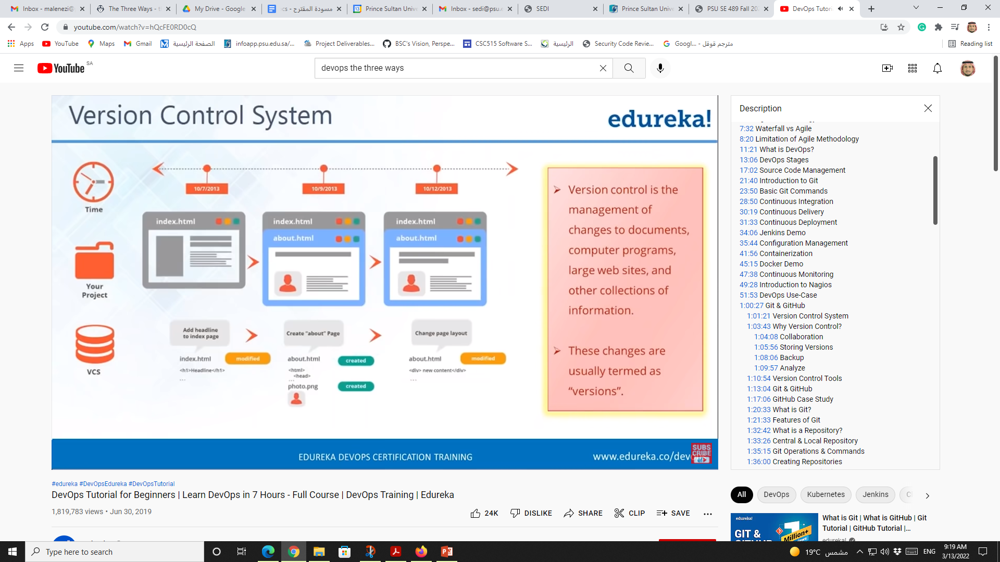 Inbox - malenezi@
The Three Ways - t
My Drive - Google
مسودة المقترح - ocs
Prince Sultan Unive
Inbox - sedi@psu.e
SEDI
Prince Sultan Unive
PSU SE 489 Fall 20
DevOps Tutori
youtube.com/watch?v=hQcFE0RD0cQ
Apps
YouTube
Maps
Gmail
الصفحة الرئيسية
infoapp.psu.edu.sa/...
Project Deliverables...
BSC's Vision, Perspe...
CSC515 Software S...
الرئيسية
Security Code Revie...
مترجم قوقل - Googl...
Reading list
YouTube SA
devops the three ways
Version Control System
edureka!
10/7/2013
10/9/2013
10/12/2013
Time
index.html
index.html
about.html
index.html
about.html
Your
Project
Add headline
to index page
Create "about" Page
Change page layout
index.html
modified
<h1>Headline</h1>
...
about.html
created
<html>
<head>
...
photo.png
created
about.html
modified
<div> new content</div>
...
VCS
Version control is the
management of
changes to documents,
computer programs,
large web sites, and
other collections of
information.
These changes are
usually termed as
“versions”.
EDUREKA DEVOPS CERTIFICATION TRAINING
www.edureka.co/dev
SUBS
CRIBE
Description
7:32 Waterfall vs Agile
8:20 Limitation of Agile Methodology
11:21 What is DevOps?
13:06 DevOps Stages
17:02 Source Code Management
21:40 Introduction to Git
23:50 Basic Git Commands
28:50 Continuous Integration
30:19 Continuous Delivery
31:33 Continuous Deployment
34:06 Jenkins Demo
35:44 Configuration Management
41:56 Containerization
45:15 Docker Demo
47:38 Continuous Monitoring
49:28 Introduction to Nagios
51:53 DevOps Use-Case
1:00:27 Git & GitHub
1:01:21 Version Control System
1:03:43 Why Version Control?
1:04:08 Collaboration
1:05:56 Storing Versions
1:08:06 Backup
1:09:57 Analyze
1:10:54 Version Control Tools
1:13:04 Git & GitHub
1:17:06 GitHub Case Study
1:20:33 What is Git?
1:21:33 Features of Git
1:32:42 What is a Repository?
1:33:26 Central & Local Repository
1:35:15 Git Operations & Commands
1:36:00 Creating Repositories
#edureka #DevOpsEdureka #DevOpsTutorial
DevOps Tutorial for Beginners | Learn DevOps in 7 Hours - Full Course | DevOps Training | Edureka
1,819,783 views • Jun 30, 2019
24K
DISLIKE
SHARE
CLIP
SAVE
All
DevOps
Kubernetes
Jenkins
edureka!
GIT &
Million+
What is Git | What is GitHub | Git
Tutorial | GitHub Tutorial |...
edureka!
Type here to search
19°C مشمس
ENG
9:19 AM
3/13/2022